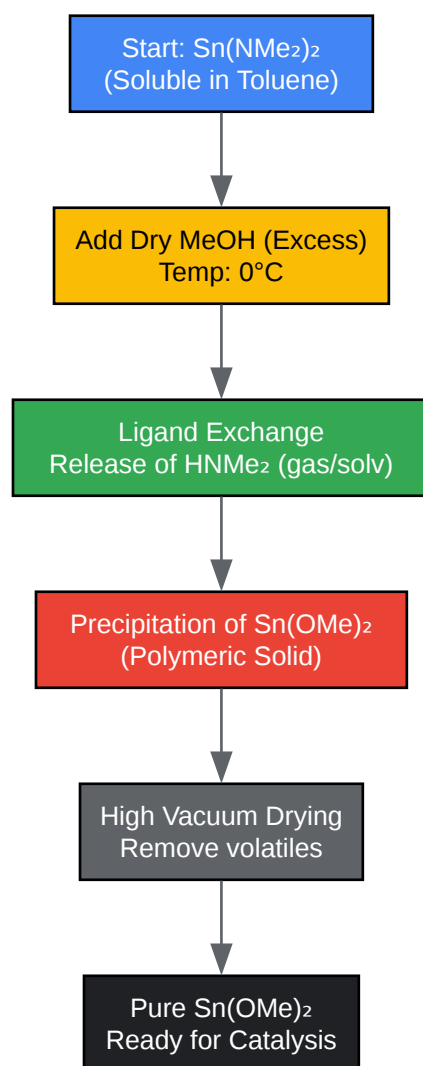 Start: Sn(NMe₂)₂
(Soluble in Toluene)
Add Dry MeOH (Excess)
Temp: 0°C
Ligand Exchange
Release of HNMe₂ (gas/solv)
Precipitation of Sn(OMe)₂
(Polymeric Solid)
High Vacuum Drying
Remove volatiles
Pure Sn(OMe)₂
Ready for Catalysis